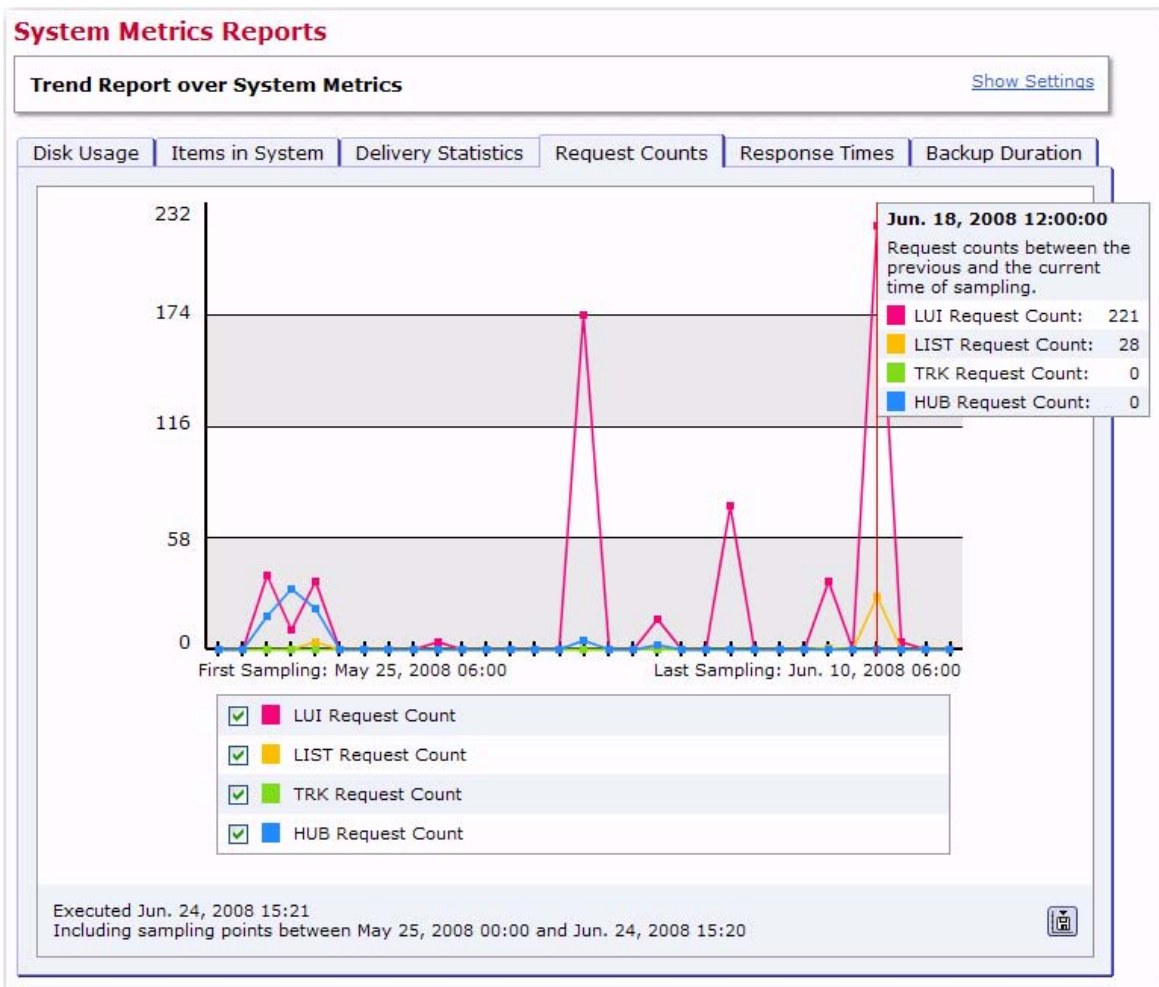 System Metrics Reports
Trend Report over System Metrics
Show Settings
Disk Usage
Items in System
Delivery Statistics
Request Counts
Response Times
Backup Duration
232
174
116
58
0
Jun. 18, 2008 12:00:00
Request counts between the
previous and the current
time of sampling.
LUI Request Count: 221
LIST Request Count: 28
TRK Request Count: 0
HUB Request Count: 0
First Sampling: May 25, 2008 06:00
Last Sampling: Jun. 10, 2008 06:00
LUI Request Count
LIST Request Count
TRK Request Count
HUB Request Count
Executed Jun. 24, 2008 15:21
Including sampling points between May 25, 2008 00:00 and Jun. 24, 2008 15:20